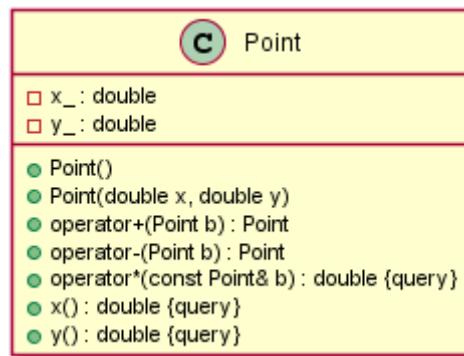 C Point
x_ : double
y_ : double
Point()
Point(double x, double y)
operator+(Point b) : Point
operator-(Point b) : Point
operator*(const Point& b) : double {query}
x() : double {query}
y() : double {query}